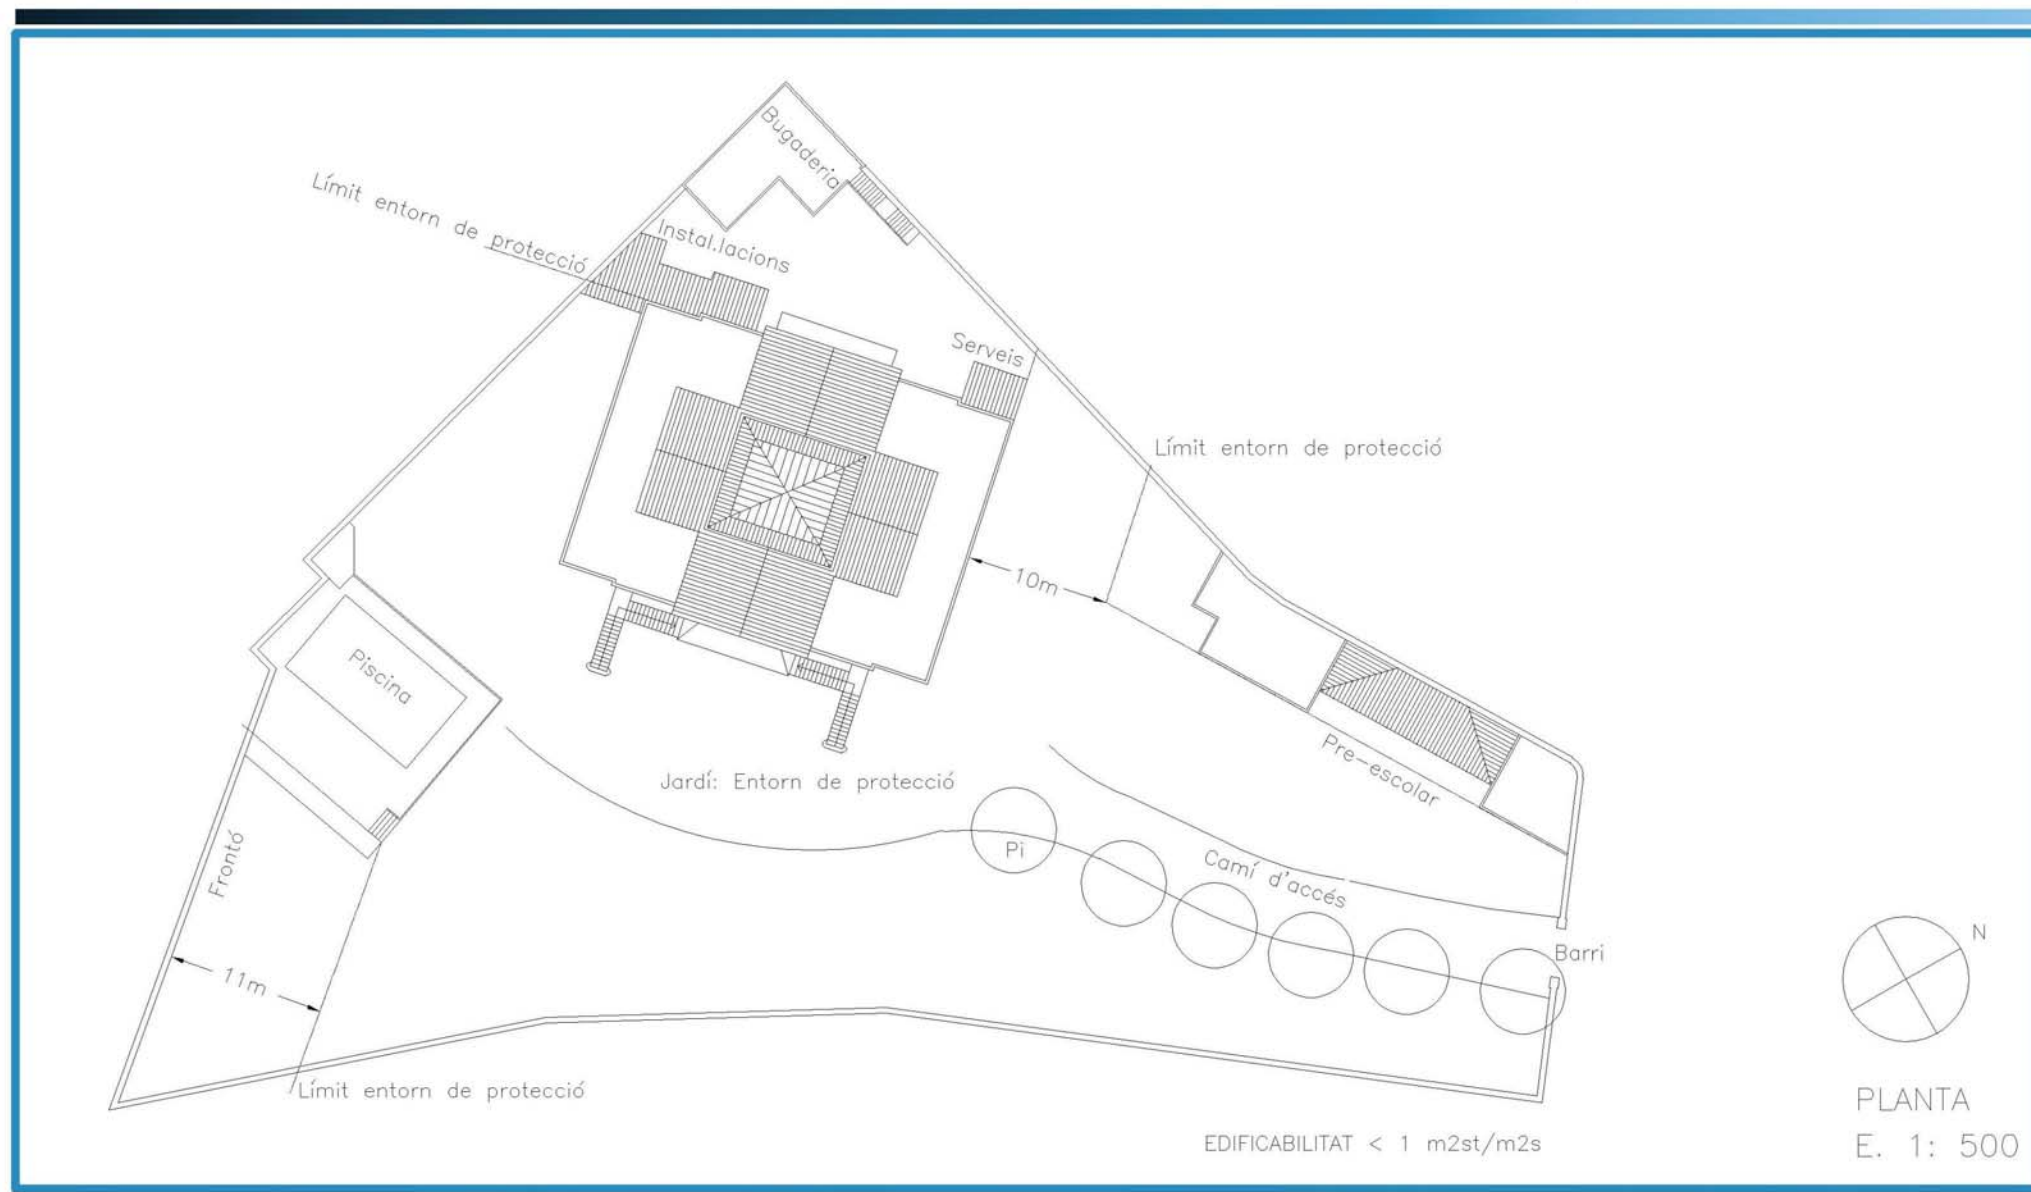 Bugaderia
Límit entorn de protecció
Instal.lacions
Serveis
Límit entorn de protecció
10m
Piscina
Pre-escolar
Jardí: Entorn de protecció
Pi
Camí d'accés
Frontó
N
Barri
11m
Límit entorn de protecció
PLANTA
EDIFICABILITAT < 1 m2st/m2s
E. 1: 500